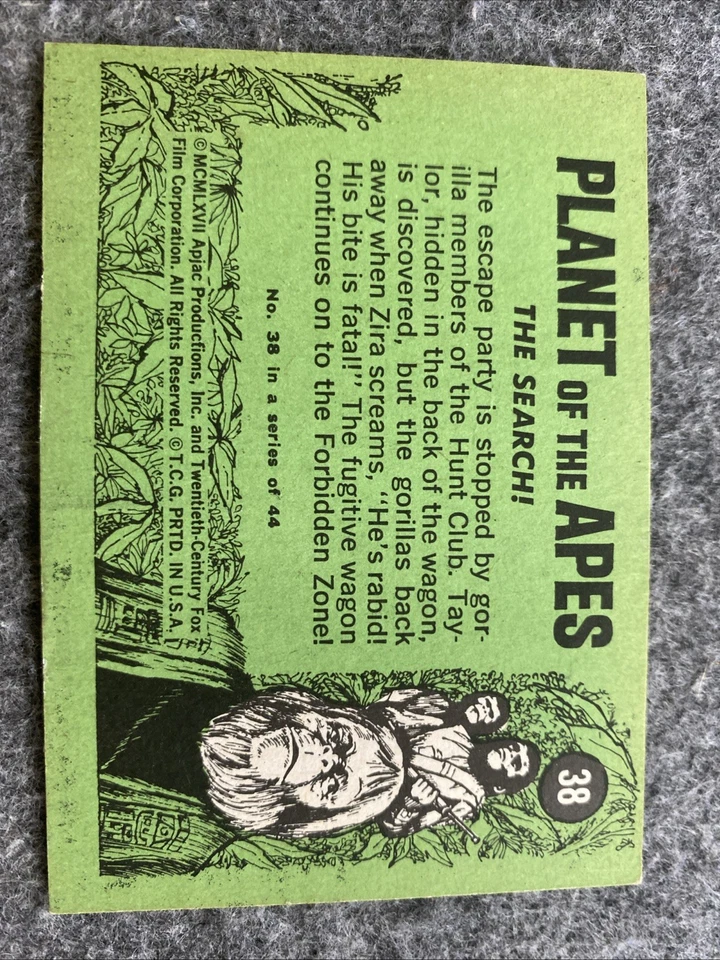 PLANET OF THE APES
THE SEARCH!
38
The escape party is stopped by gor-
illa members of the Hunt Club. Tay-
lor, hidden in the back of the wagon,
is discovered, but the gorillas back
away when Zira screams, "He's rabid!
His bite is fatal!" The fugitive wagon
continues on to the Forbidden Zone!
No. 38 in a series of 44
© MCMLXVII Apjac Productions, Inc. and Twentieth-Century Fox
Film Corporation. All Rights Reserved. © T.C.G. PRTD. IN U.S.A.